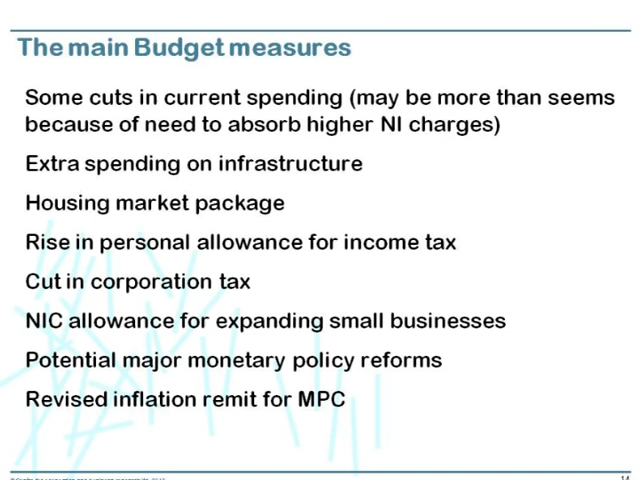 The main Budget measures
Some cuts in current spending (may be more than seems
because of need to absorb higher NI charges)
Extra spending on infrastructure
Housing market package
Rise in personal allowance for income tax
Cut in corporation tax
NIC allowance for expanding small businesses
Potential major monetary policy reforms
Revised inflation remit for MPC
14